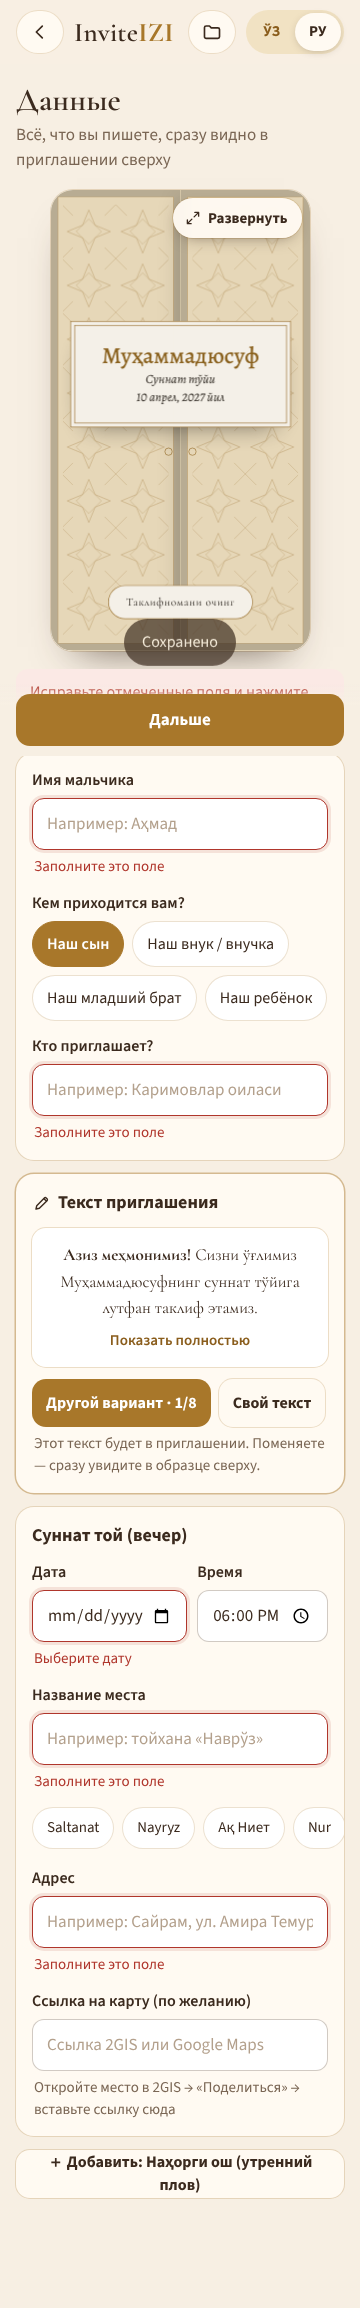 InviteIZI
ЎЗ
РУ
Данные
Всё, что вы пишете, сразу видно в
приглашении сверху
Развернуть
Муҳаммадюсуф
Суннат тўйи
10 апрел, 2027 йил
Таклифномани очинг
Сохранено
Исправьте отмеченные поля и нажмите
Дальше
Имя мальчика
Например: Аҳмад
Заполните это поле
Кем приходится вам?
Наш сын
Наш внук / внучка
Наш младший брат
Наш ребёнок
Кто приглашает?
Например: Каримовлар оиласи
Заполните это поле
Текст приглашения
Азиз меҳмонимиз! Сизни ўғлимиз
Муҳаммадюсуфнинг суннат тўйига
лутфан таклиф этамиз.
Показать полностью
Другой вариант · 1/8
Свой текст
Этот текст будет в приглашении. Поменяете
— сразу увидите в образце сверху.
Суннат той (вечер)
Дата
Время
mm/dd/yyyy
06:00 PM
Выберите дату
Название места
Например: тойхана «Наврўз»
Заполните это поле
Saltanat
Nayryz
Ақ Ниет
Nur
Адрес
Например: Сайрам, ул. Амира Темур
Заполните это поле
Ссылка на карту (по желанию)
Ссылка 2GIS или Google Maps
Откройте место в 2GIS → «Поделиться» →
вставьте ссылку сюда
+ Добавить: Наҳорги ош (утренний
плов)